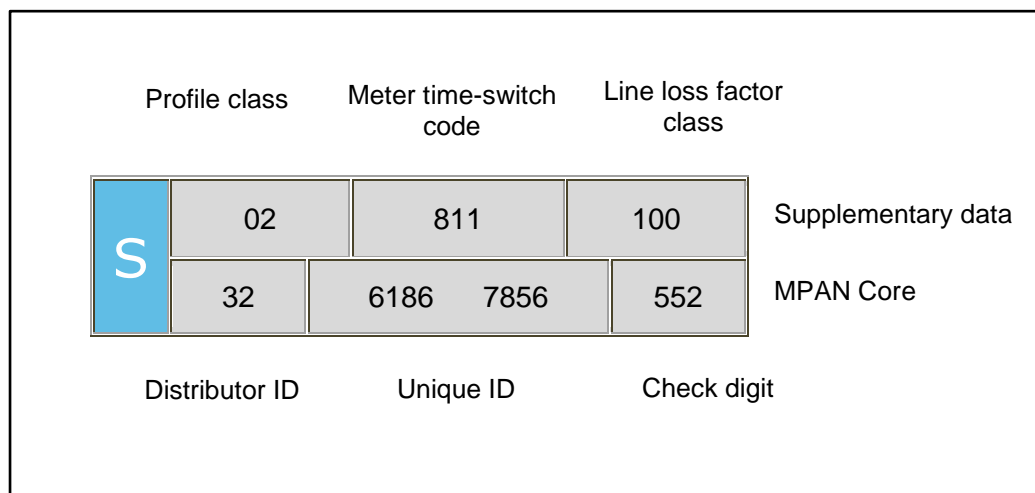 Profile class
Meter time-switch
code
Line loss factor
class
S
02 811 100
Supplementary data
32 6186 7856 552
MPAN Core
Distributor ID
Unique ID
Check digit